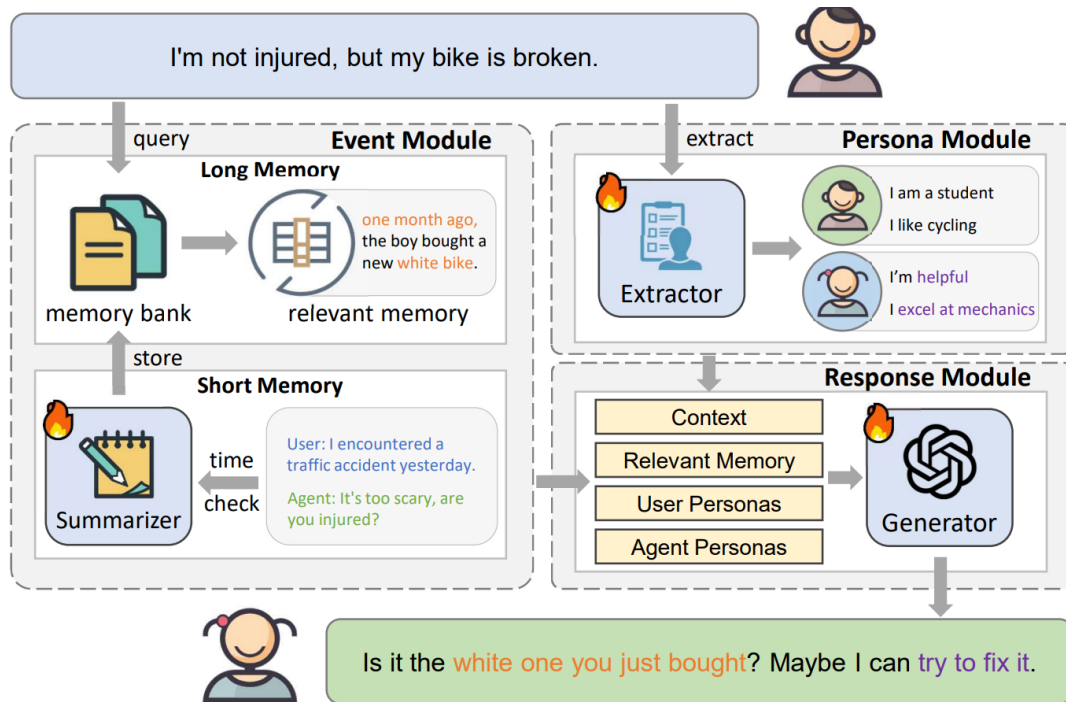 I'm not injured, but my bike is broken.
query
Event Module
Long Memory
one month ago,
the boy bought a
new white bike.
memory bank
relevant memory
store
Short Memory
Summarizer
time
check
User: I encountered a
traffic accident yesterday.
Agent: It's too scary, are
you injured?
extract
Persona Module
Extractor
I am a student
I like cycling
I'm helpful
I excel at mechanics
Response Module
Context
Relevant Memory
User Personas
Agent Personas
Generator
Is it the white one you just bought? Maybe I can try to fix it.